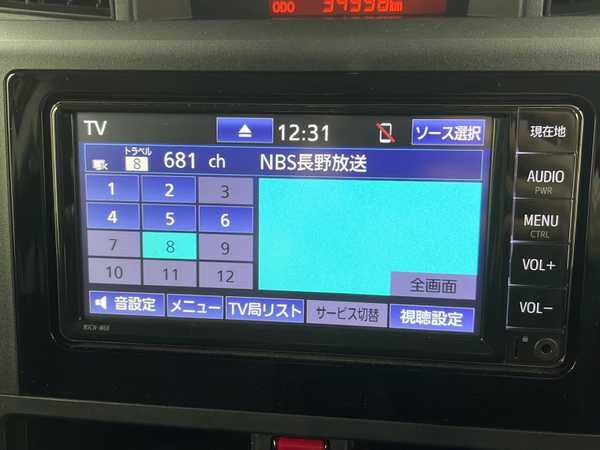 ODO 34998km
TV
12:31
ソース選択
現在地
トラベル
8
681 ch
NBS長野放送
AUDIO
PWR
1 2 3
4 5 6
7 8 9
10 11 12
MENU
CTRL
全画面
VOL+
音設定
メニュー
TV局リスト
サービス切替
視聴設定
VOL-